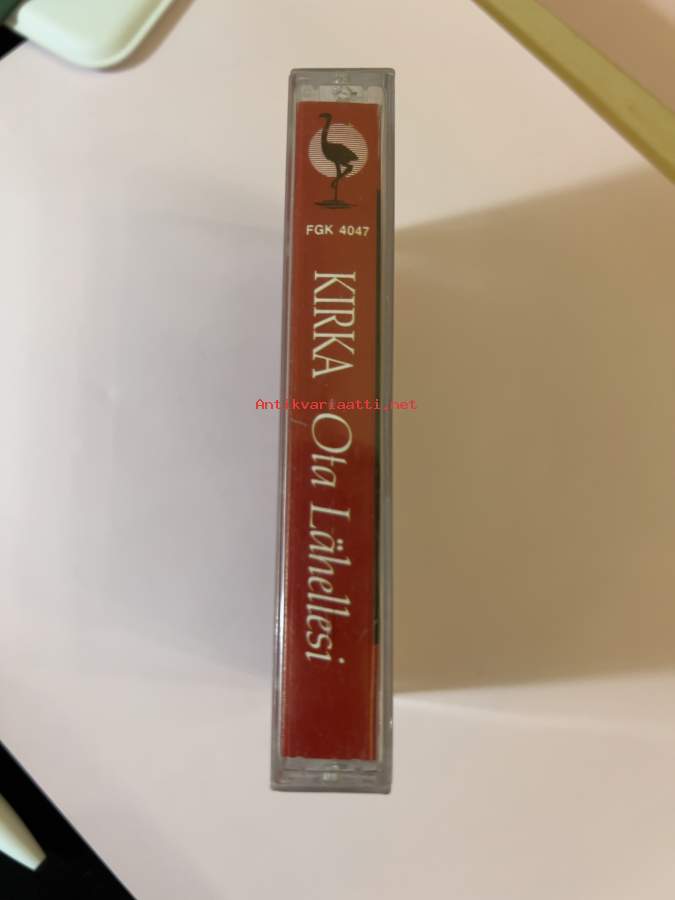 FGK 4047
KIRKA Ota Lähellesi
Antikvariaatti.net